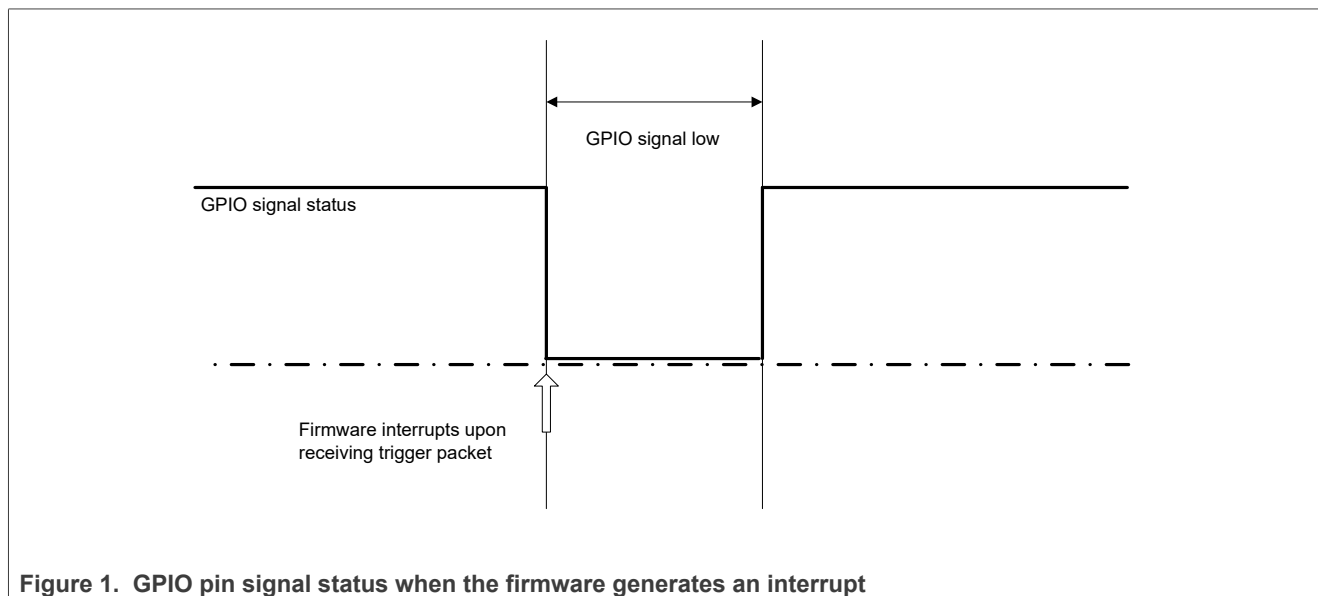 GPIO signal low
GPIO signal status
Firmware interrupts upon
receiving trigger packet
Figure 1. GPIO pin signal status when the firmware generates an interrupt